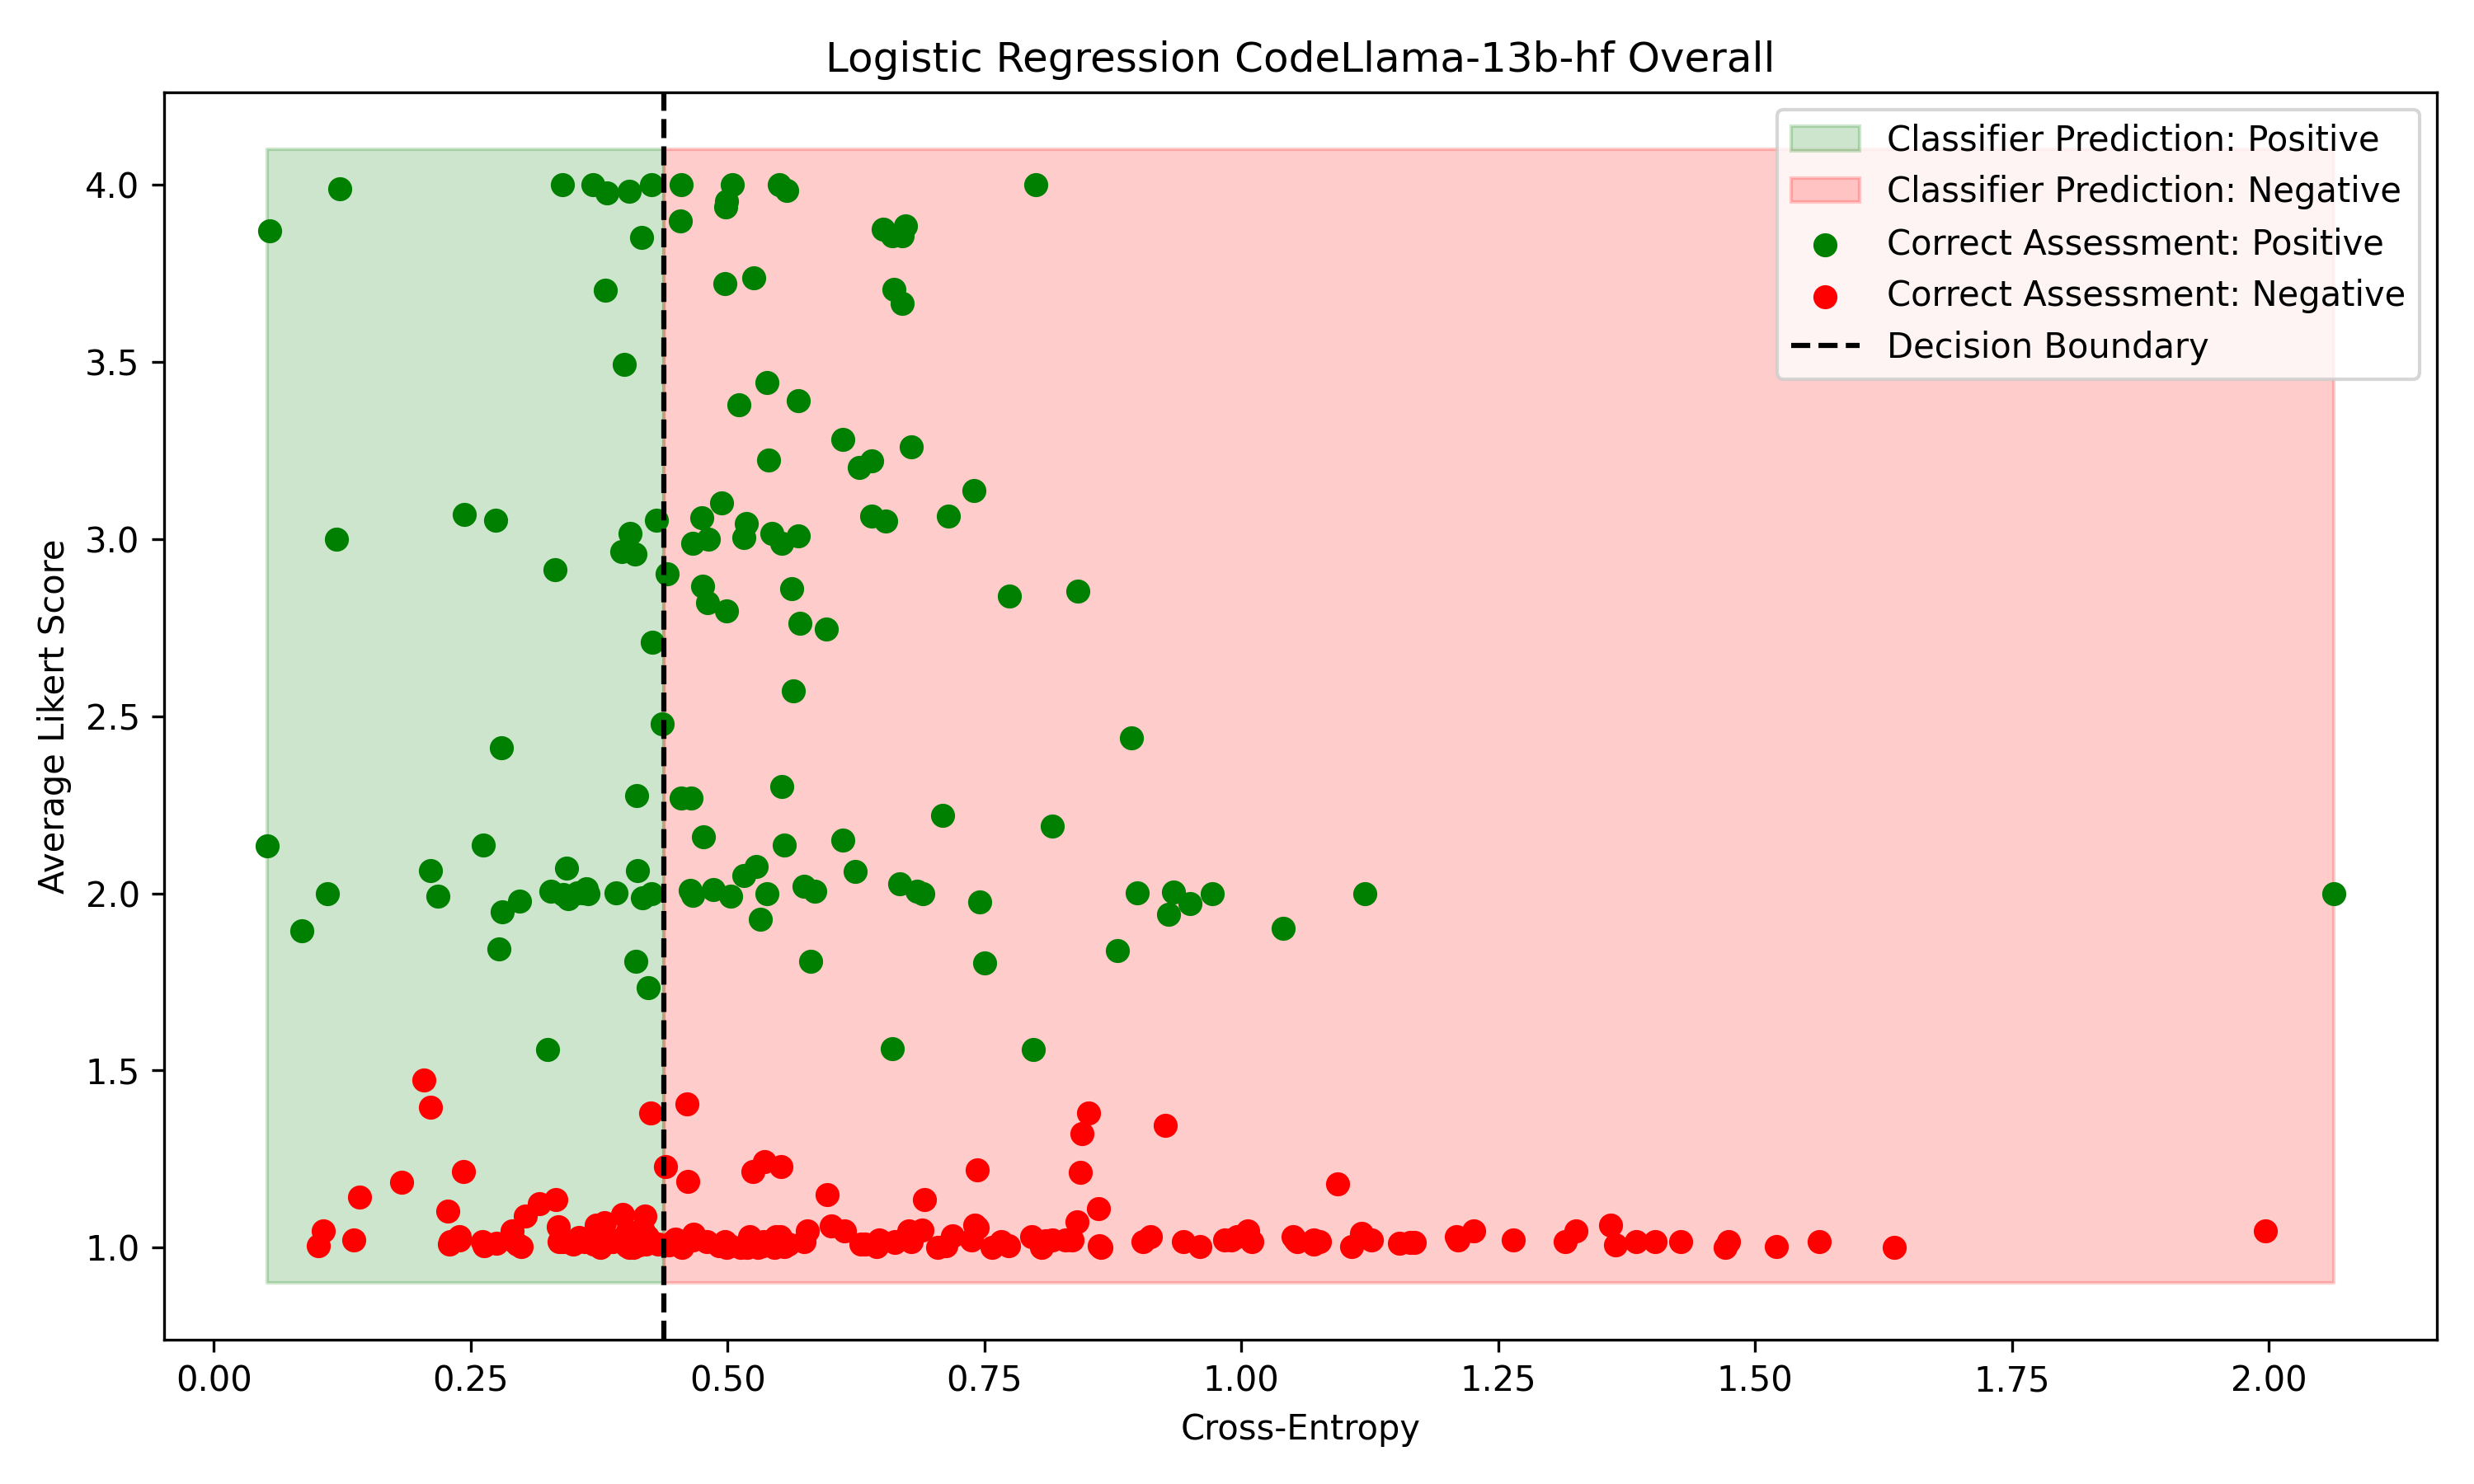 Logistic Regression CodeLlama-13b-hf Overall
Classifier Prediction: Positive
Classifier Prediction: Negative
Correct Assessment: Positive
Correct Assessment: Negative
Decision Boundary
Average Likert Score
4.0
3.5
3.0
2.5
2.0
1.5
1.0
0.00 0.25 0.50 0.75 1.00 1.25 1.50 1.75 2.00
Cross-Entropy